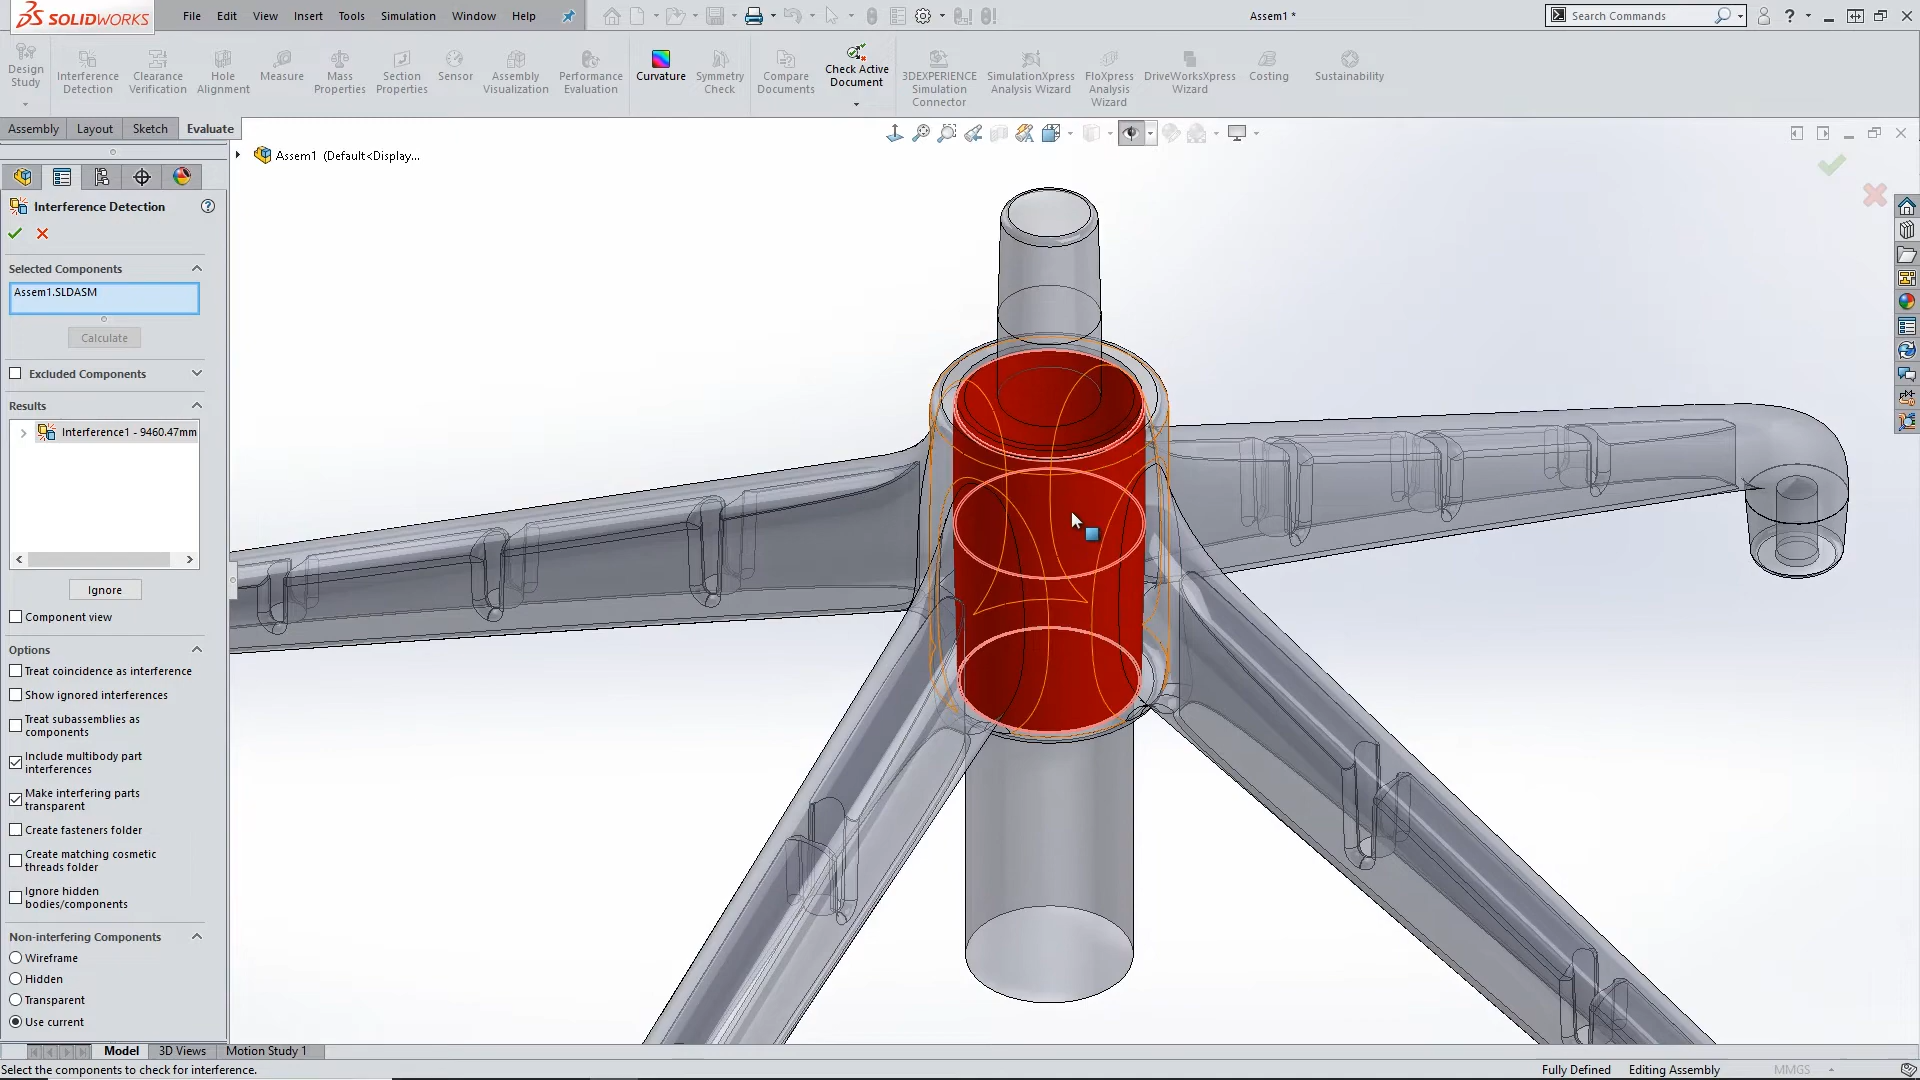 SOLIDWORKS
File Edit View Insert Tools Simulation Window Help
Assem1 *
Search Commands
?
Design Study
Interference Detection
Clearance Verification
Hole Alignment
Measure
Mass Properties
Section Properties
Sensor
Assembly Visualization
Performance Evaluation
Curvature
Symmetry Check
Compare Documents
Check Active Document
3DEXPERIENCE Simulation Connector
SimulationXpress Analysis Wizard
FloXpress Analysis Wizard
DriveWorksXpress Wizard
Costing
Sustainability
Assembly Layout Sketch Evaluate
Assem1 (Default<Display...
Interference Detection
?
Selected Components
Assem1.SLDASM
Calculate
Excluded Components
Results
Interference1 - 9460.47mm
Ignore
Component view
Options
Treat coincidence as interference
Show ignored interferences
Treat subassemblies as
components
Include multibody part
interferences
Make interfering parts
transparent
Create fasteners folder
Create matching cosmetic
threads folder
Ignore hidden
bodies/components
Non-interfering Components
Wireframe
Hidden
Transparent
Use current
Model 3D Views Motion Study 1
Select the components to check for interference.
Fully Defined Editing Assembly MMGS